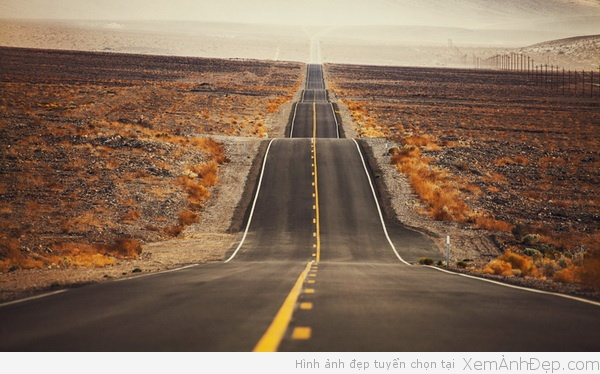 Hình ảnh đẹp tuyển chọn tại XemẢnhĐẹp.com